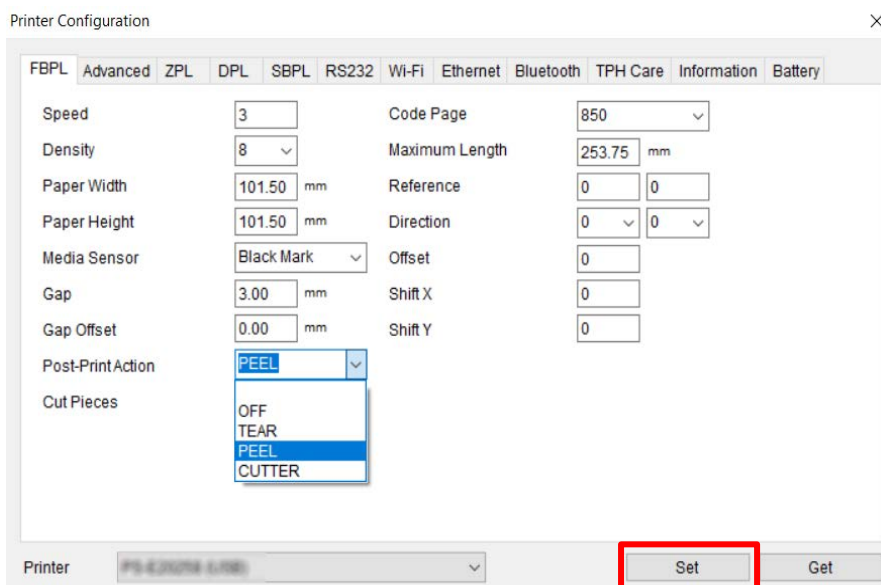 Printer Configuration
FBPL Advanced ZPL DPL SBPL RS232 Wi-Fi Ethernet Bluetooth TPH Care Information Battery
Speed 3 Code Page 850
Density 8 Maximum Length 253.75 mm
Paper Width 101.50 mm Reference 0 0
Paper Height 101.50 mm Direction 0 0
Media Sensor Black Mark Offset 0
Gap 3.00 mm Shift X 0
Gap Offset 0.00 mm Shift Y 0
Post-Print Action PEEL
Cut Pieces
OFF
TEAR
PEEL
CUTTER
Printer Set Get